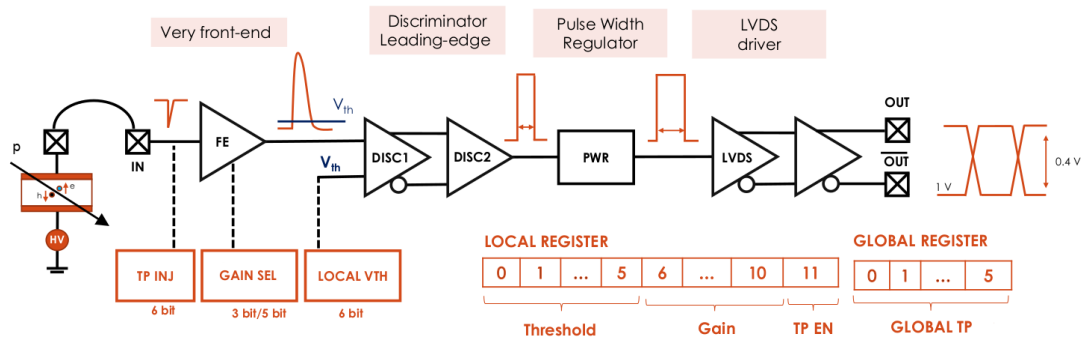 Very front-end
Discriminator
Leading-edge
Pulse Width
Regulator
LVDS
driver
V_th
OUT
p
IN
FE
V_th
DISC1
DISC2
PWR
LVDS
OUT
0.4 V
1 V
e
h
HV
TP INJ
GAIN SEL
LOCAL VTH
6 bit
3 bit/5 bit
6 bit
LOCAL REGISTER
0 1 ... 5 6 ... 10 11
Threshold
Gain
TP EN
GLOBAL REGISTER
0 1 ... 5
GLOBAL TP